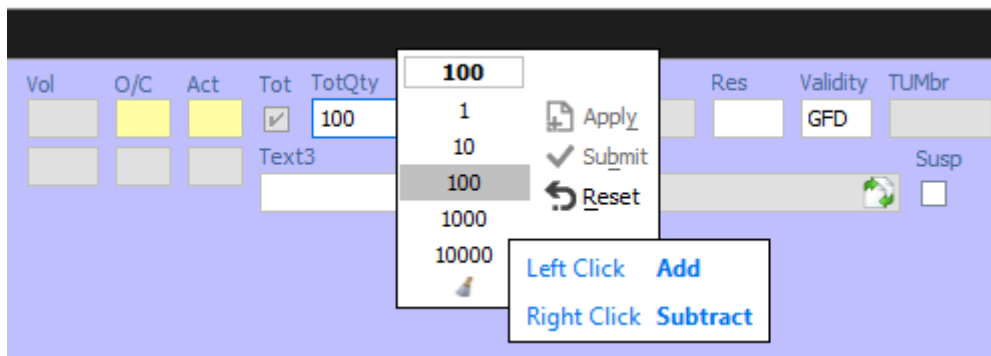 Vol O/C Act Tot TotQty Res Validity TUMbr
100 GFD
Text3 Susp
100
1
10
100
1000
10000
Apply
Submit
Reset
Left Click Add
Right Click Subtract